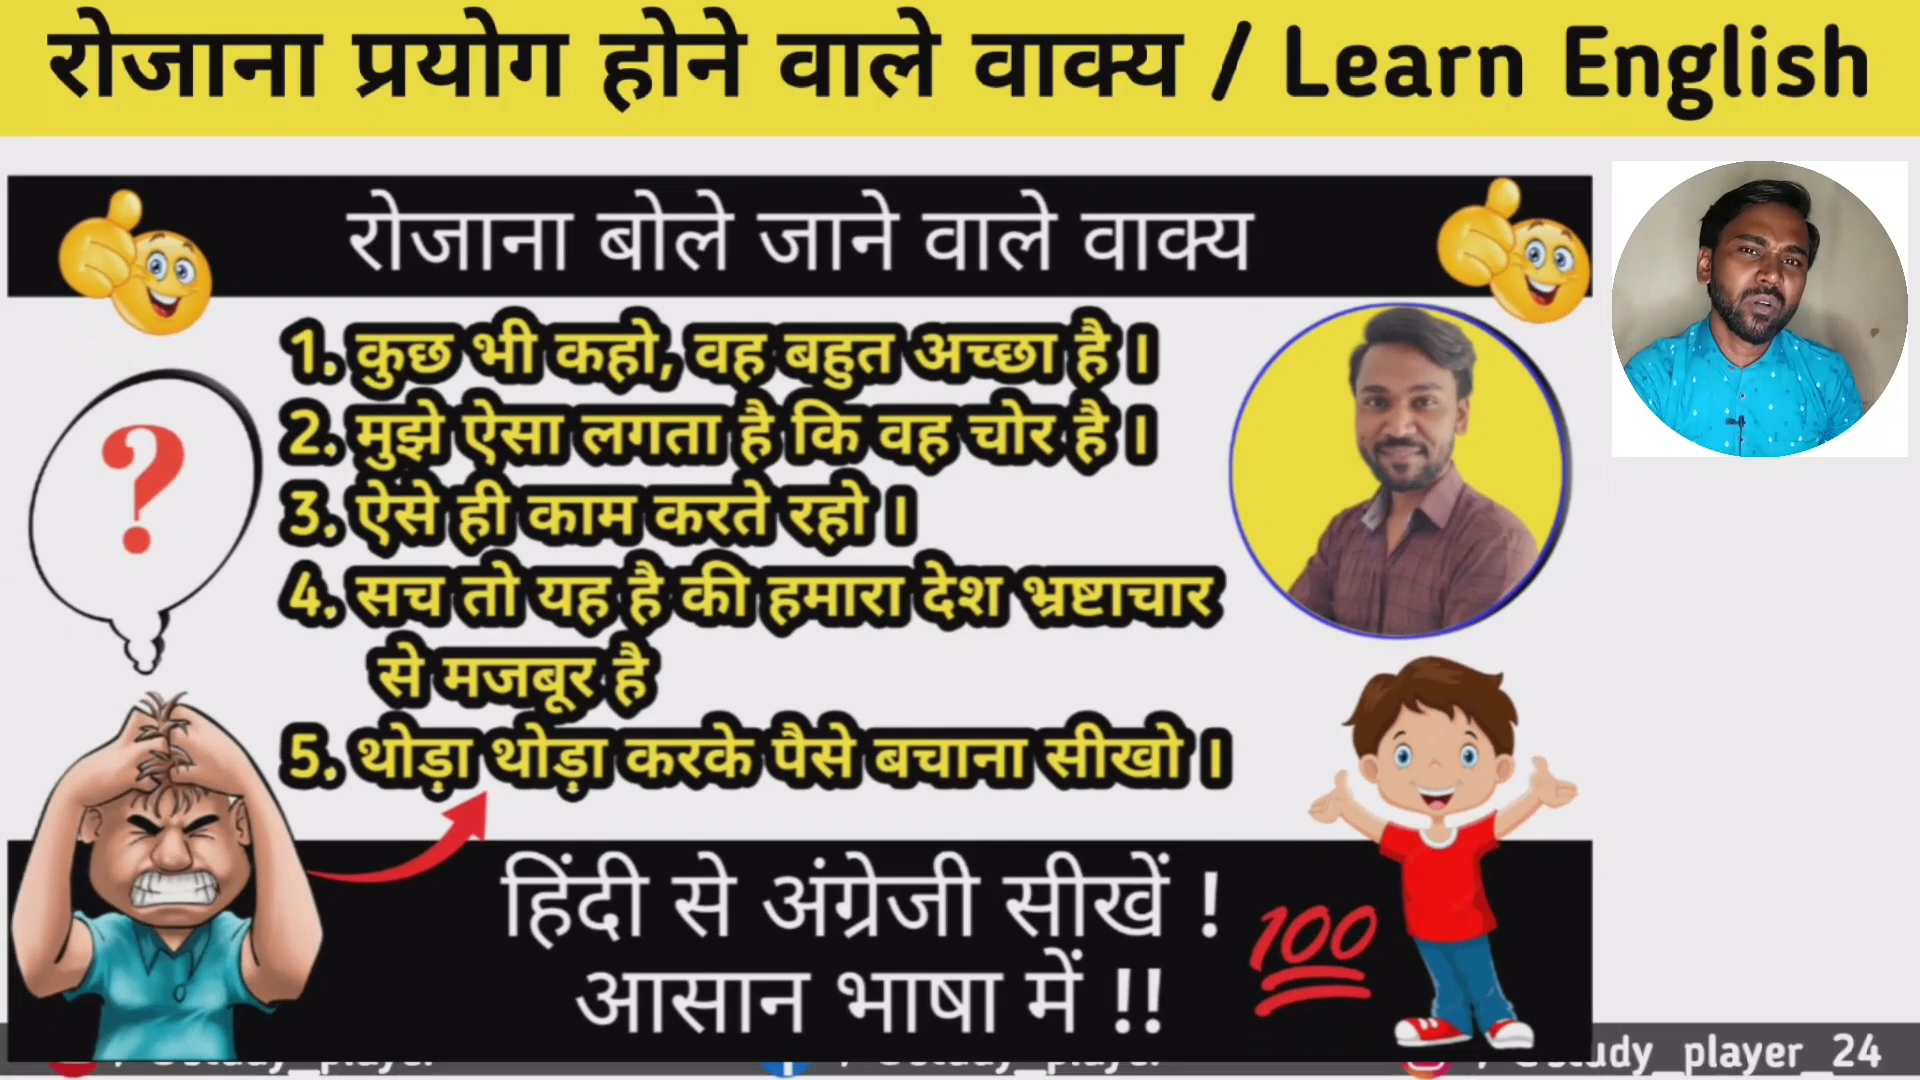 रोजाना प्रयोग होने वाले वाक्य / Learn English
रोजाना बोले जाने वाले वाक्य
1. कुछ भी कहो, वह बहुत अच्छा है ।
2. मुझे ऐसा लगता है कि वह चोर है ।
3. ऐसे ही काम करते रहो ।
4. सच तो यह है की हमारा देश भ्रष्टाचार
से मजबूर है
5. थोड़ा थोड़ा करके पैसे बचाना सीखो ।
?
हिंदी से अंग्रेजी सीखें !
100
आसान भाषा में !!
/ @study_player_24